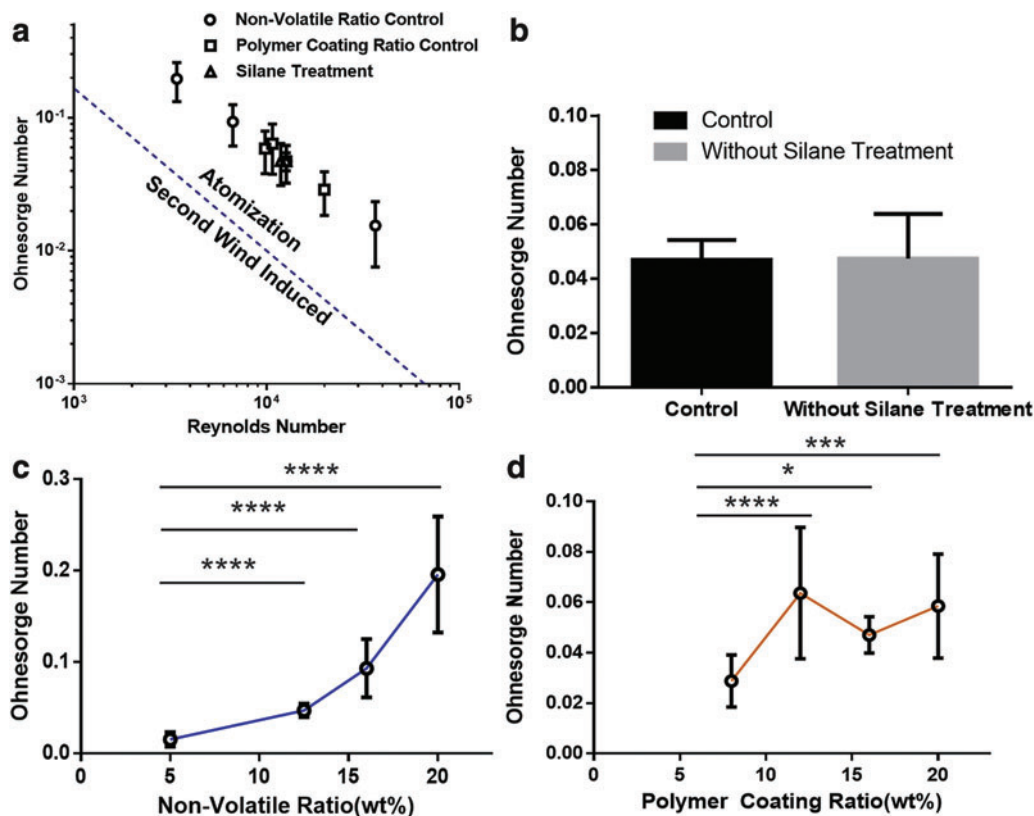 a
Non-Volatile Ratio Control
Polymer Coating Ratio Control
Silane Treatment
10⁻¹
10⁻²
10⁻³
Ohnesorge Number
Atomization
Second Wind Induced
10³
10⁴
10⁵
Reynolds Number
b
Control
Without Silane Treatment
0.10
0.08
0.06
0.04
0.02
0.00
Ohnesorge Number
Control Without Silane Treatment
c
****
****
****
0.3
0.2
0.1
0.0
Ohnesorge Number
0 5 10 15 20
Non-Volatile Ratio(wt%)
d
***
*
****
0.10
0.08
0.06
0.04
0.02
0.00
Ohnesorge Number
0 5 10 15 20
Polymer Coating Ratio(wt%)